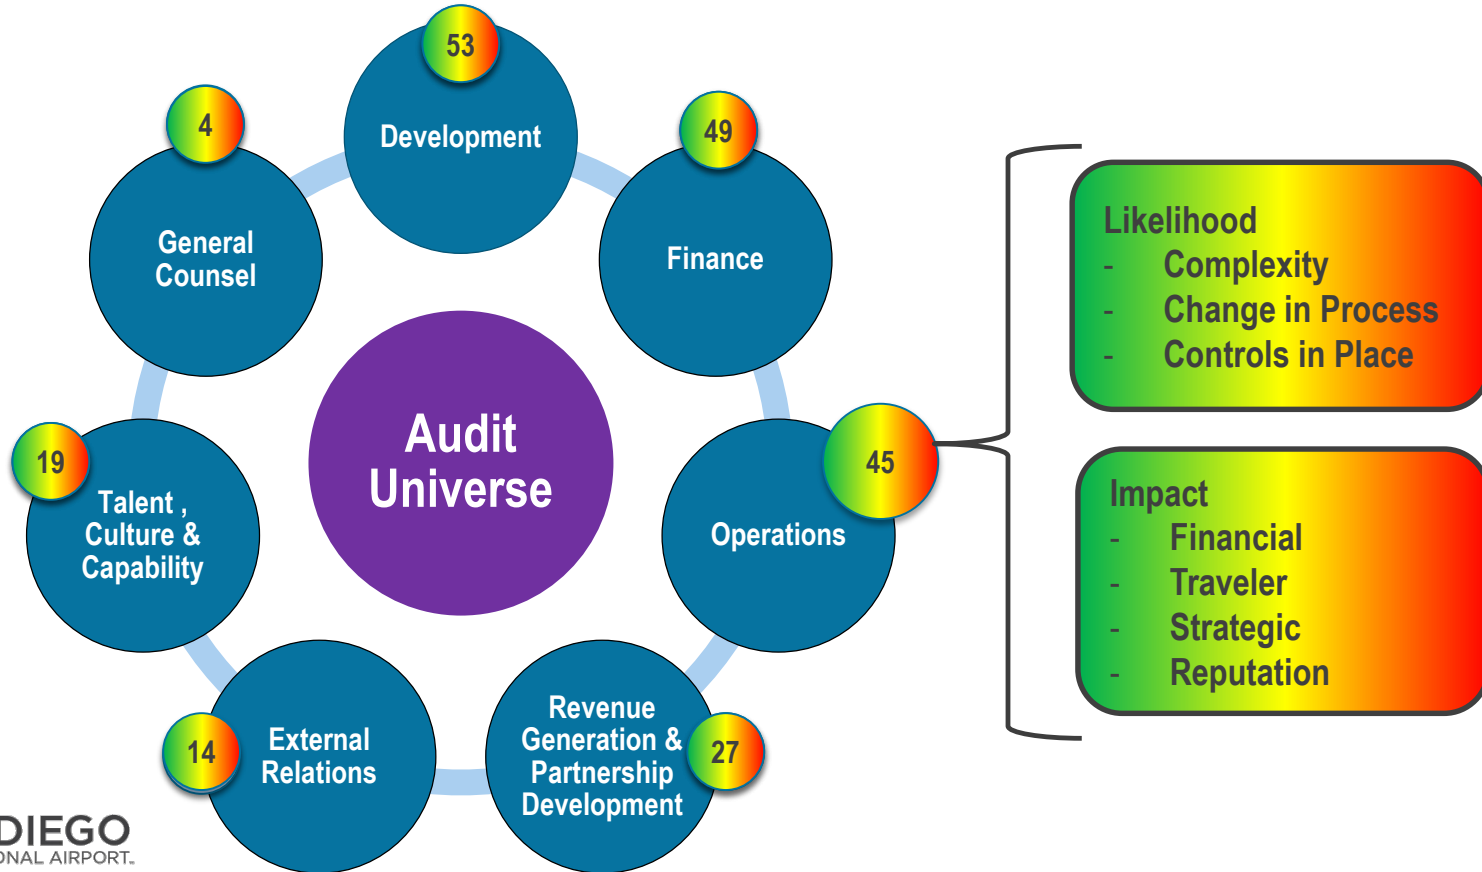 53
Development
4
General
Counsel
49
Finance
Audit
Universe
45
Operations
19
Talent ,
Culture &
Capability
14
External
Relations
27
Revenue
Generation &
Partnership
Development
Likelihood
- Complexity
- Change in Process
- Controls in Place
Impact
- Financial
- Traveler
- Strategic
- Reputation
DIEGO
ONAL AIRPORT